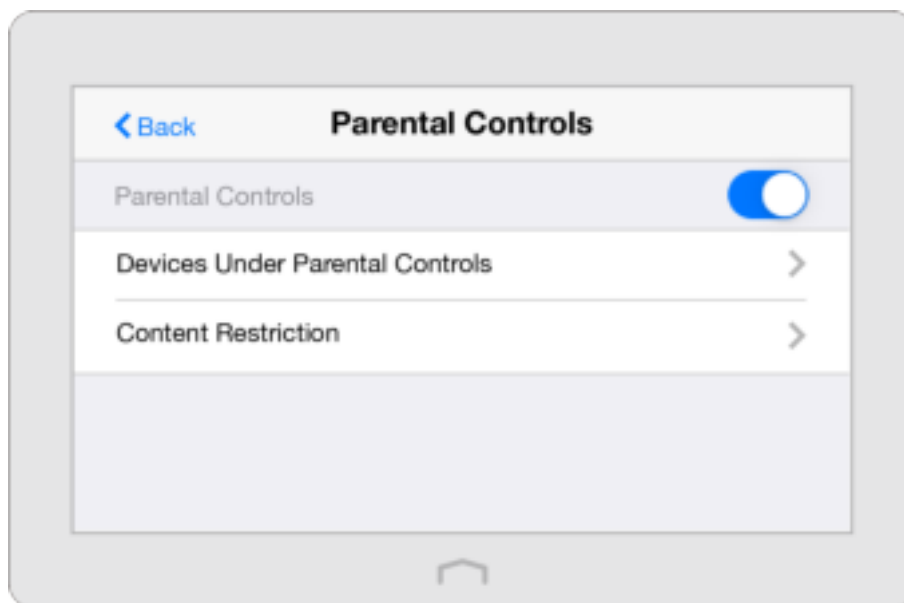 Back
Parental Controls
Parental Controls
Devices Under Parental Controls
Content Restriction